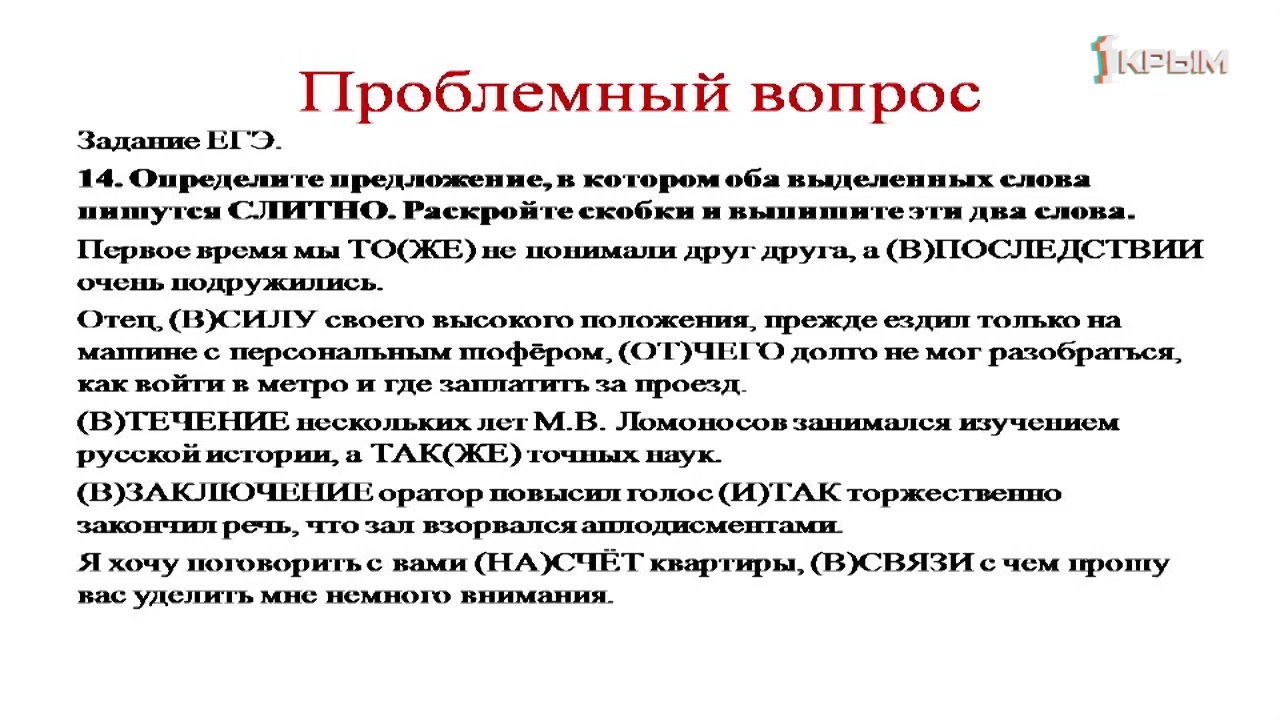 1КРЫМ
Проблемный вопрос
Задание ЕГЭ.
14. Определите предложение, в котором оба выделенных слова
пишутся СЛИТНО. Раскройте скобки и выпишите эти два слова.
Первое время мы ТО(ЖЕ) не понимали друг друга, а (В)ПОСЛЕДСТВИИ
очень подружились.
Отец, (В)СИЛУ своего высокого положения, прежде ездил только на
машине с персональным шофёром, (ОТ)ЧЕГО долго не мог разобраться,
как войти в метро и где заплатить за проезд.
(В)ТЕЧЕНИЕ нескольких лет М.В. Ломоносов занимался изучением
русской истории, а ТАК(ЖЕ) точных наук.
(В)ЗАКЛЮЧЕНИЕ оратор повысил голос (И)ТАК торжественно
закончил речь, что зал взорвался аплодисментами.
Я хочу поговорить с вами (НА)СЧЁТ квартиры, (В)СВЯЗИ с чем прошу
вас уделить мне немного внимания.